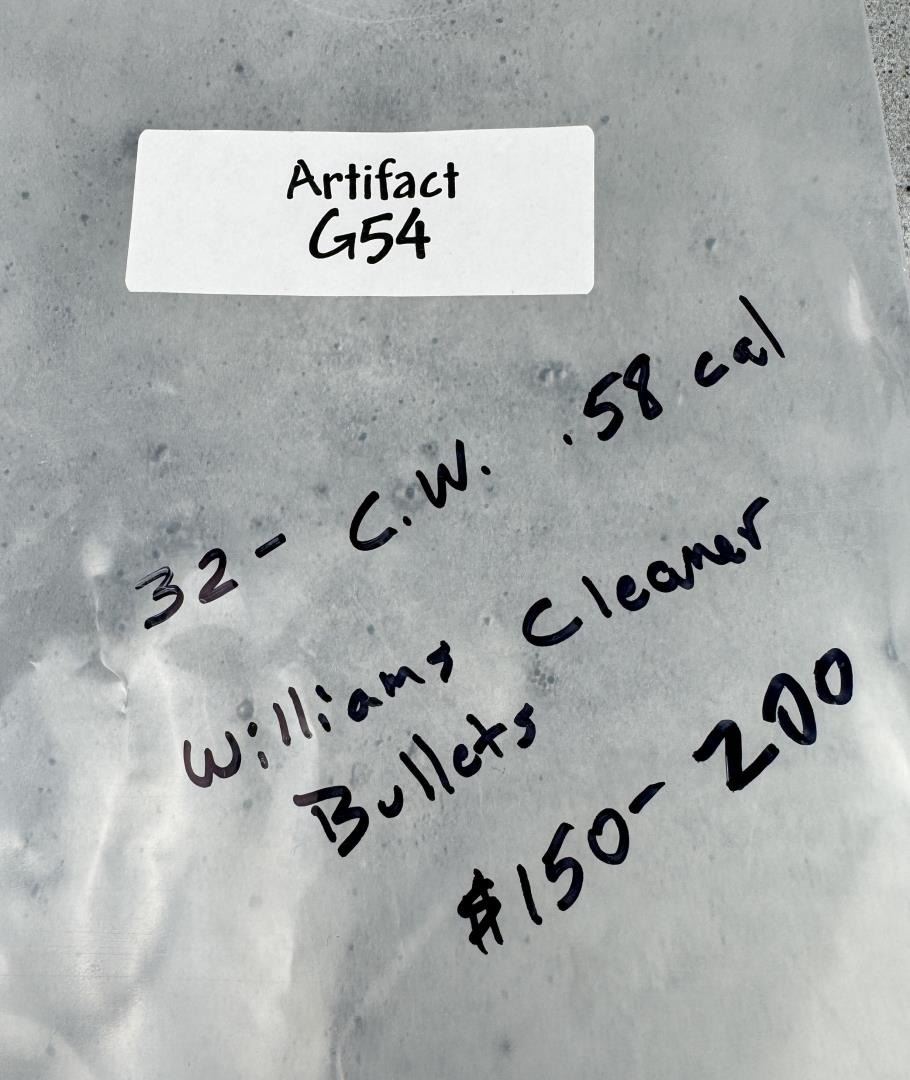 Artifact
G54
32- C.W. .58 cal
Williams Cleaner
Bullets
$150-200